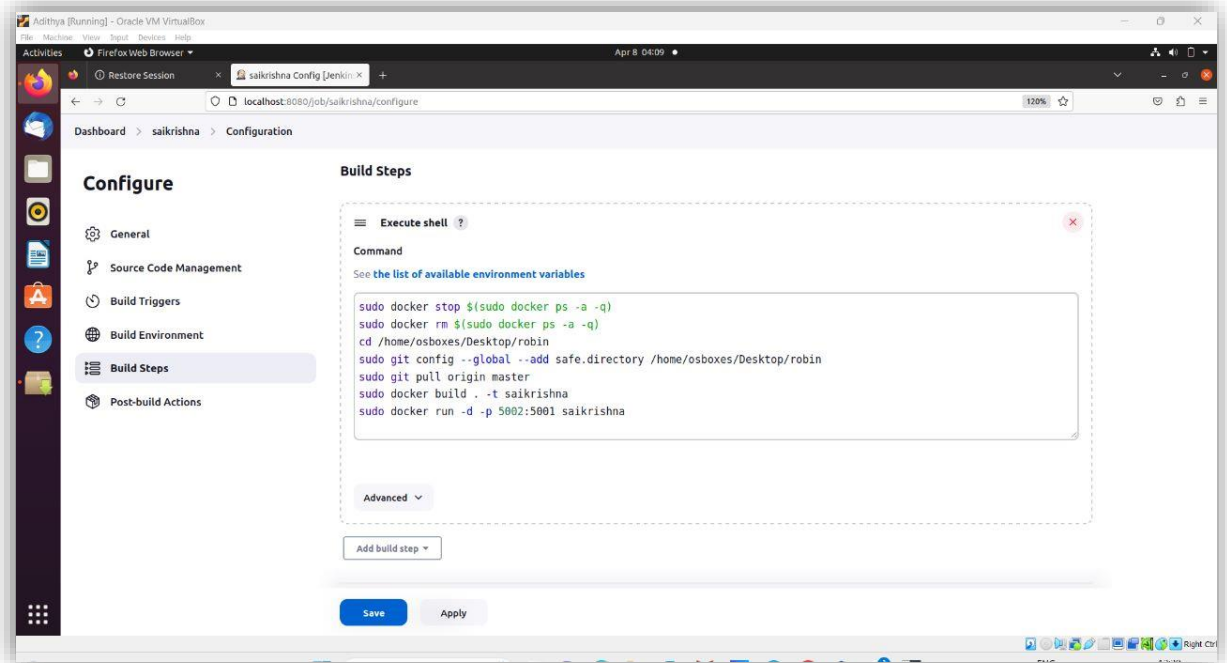 Adithya [Running] - Oracle VM VirtualBox
File Machine View Input Devices Help
Activities Firefox Web Browser Apr 8 04:09
Restore Session saikrishna Config [Jenkin
localhost:8080/job/saikrishna/configure 120%
Dashboard > saikrishna > Configuration
Configure
General
Source Code Management
Build Triggers
Build Environment
Build Steps
Post-build Actions
Build Steps
Execute shell ?
Command
See the list of available environment variables
sudo docker stop $(sudo docker ps -a -q)
sudo docker rm $(sudo docker ps -a -q)
cd /home/osboxes/Desktop/robin
sudo git config --global --add safe.directory /home/osboxes/Desktop/robin
sudo git pull origin master
sudo docker build . -t saikrishna
sudo docker run -d -p 5002:5001 saikrishna
Advanced
Add build step
Save Apply
Right Ctrl